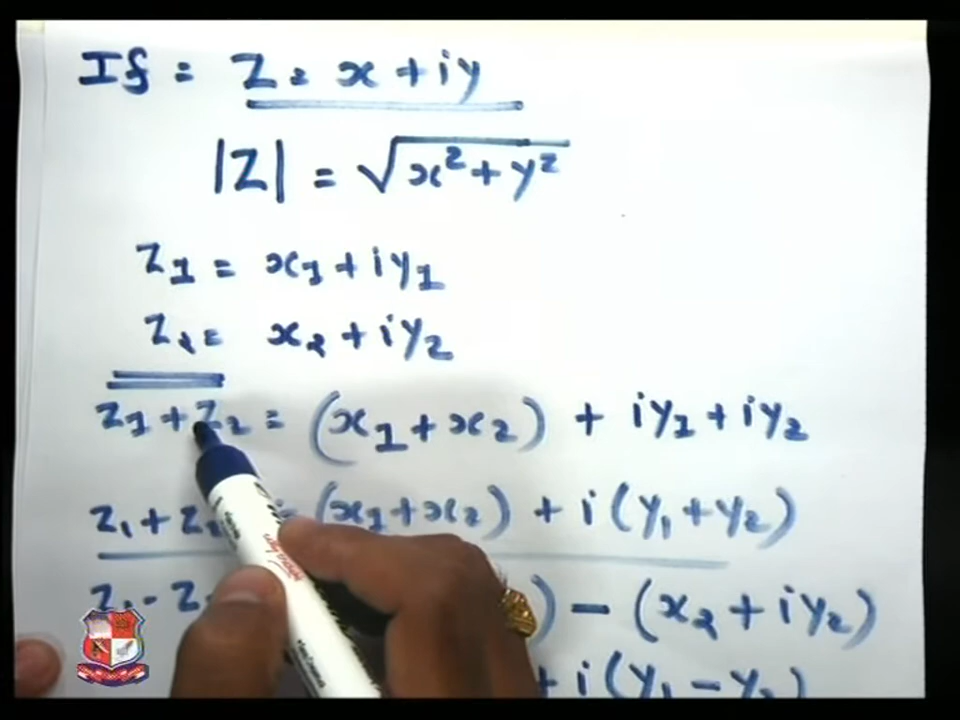 If = Z = x + iy
|Z| = √(x² + y²)
Z₁ = x₁ + iy₁
Z₂ = x₂ + iy₂
Z₁ + Z₂ = (x₁ + x₂) + iy₁ + iy₂
Z₁ + Z₂ = (x₁ + x₂) + i(y₁ + y₂)
Z₁ - Z ) - (x₂ + iy₂)
+ i(y₁ - y₂)